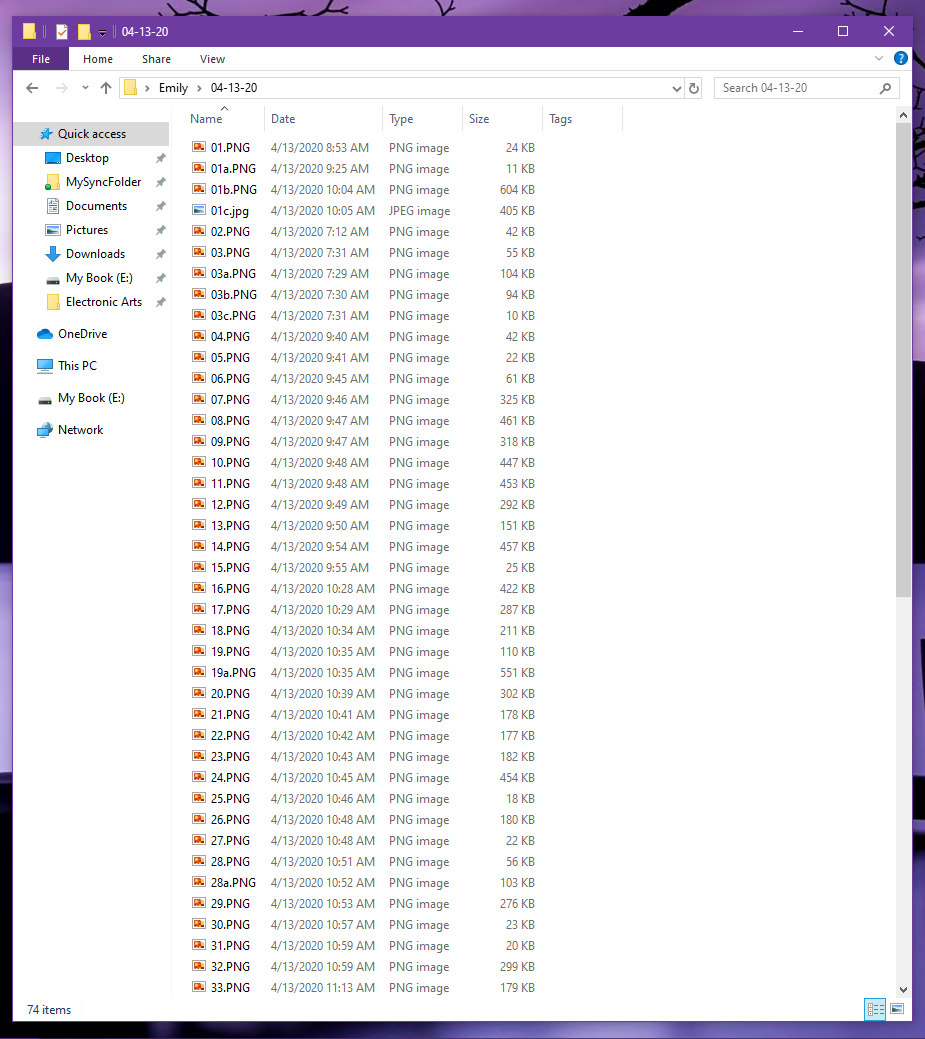 04-13-20
File Home Share View
Emily 04-13-20 Search 04-13-20
Name Date Type Size Tags
Quick access
Desktop
MySyncFolder
Documents
Pictures
Downloads
My Book (E:)
Electronic Arts
OneDrive
This PC
My Book (E:)
Network
01.PNG 4/13/2020 8:53 AM PNG image 24 KB
01a.PNG 4/13/2020 9:25 AM PNG image 11 KB
01b.PNG 4/13/2020 10:04 AM PNG image 604 KB
01c.jpg 4/13/2020 10:05 AM JPEG image 405 KB
02.PNG 4/13/2020 7:12 AM PNG image 42 KB
03.PNG 4/13/2020 7:31 AM PNG image 55 KB
03a.PNG 4/13/2020 7:29 AM PNG image 104 KB
03b.PNG 4/13/2020 7:30 AM PNG image 94 KB
03c.PNG 4/13/2020 7:31 AM PNG image 10 KB
04.PNG 4/13/2020 9:40 AM PNG image 42 KB
05.PNG 4/13/2020 9:41 AM PNG image 22 KB
06.PNG 4/13/2020 9:45 AM PNG image 61 KB
07.PNG 4/13/2020 9:46 AM PNG image 325 KB
08.PNG 4/13/2020 9:47 AM PNG image 461 KB
09.PNG 4/13/2020 9:47 AM PNG image 318 KB
10.PNG 4/13/2020 9:48 AM PNG image 447 KB
11.PNG 4/13/2020 9:48 AM PNG image 453 KB
12.PNG 4/13/2020 9:49 AM PNG image 292 KB
13.PNG 4/13/2020 9:50 AM PNG image 151 KB
14.PNG 4/13/2020 9:54 AM PNG image 457 KB
15.PNG 4/13/2020 9:55 AM PNG image 25 KB
16.PNG 4/13/2020 10:28 AM PNG image 422 KB
17.PNG 4/13/2020 10:29 AM PNG image 287 KB
18.PNG 4/13/2020 10:34 AM PNG image 211 KB
19.PNG 4/13/2020 10:35 AM PNG image 110 KB
19a.PNG 4/13/2020 10:35 AM PNG image 551 KB
20.PNG 4/13/2020 10:39 AM PNG image 302 KB
21.PNG 4/13/2020 10:41 AM PNG image 178 KB
22.PNG 4/13/2020 10:42 AM PNG image 177 KB
23.PNG 4/13/2020 10:43 AM PNG image 182 KB
24.PNG 4/13/2020 10:45 AM PNG image 454 KB
25.PNG 4/13/2020 10:46 AM PNG image 18 KB
26.PNG 4/13/2020 10:48 AM PNG image 180 KB
27.PNG 4/13/2020 10:48 AM PNG image 22 KB
28.PNG 4/13/2020 10:51 AM PNG image 56 KB
28a.PNG 4/13/2020 10:52 AM PNG image 103 KB
29.PNG 4/13/2020 10:53 AM PNG image 276 KB
30.PNG 4/13/2020 10:57 AM PNG image 23 KB
31.PNG 4/13/2020 10:59 AM PNG image 20 KB
32.PNG 4/13/2020 10:59 AM PNG image 299 KB
33.PNG 4/13/2020 11:13 AM PNG image 179 KB
74 items